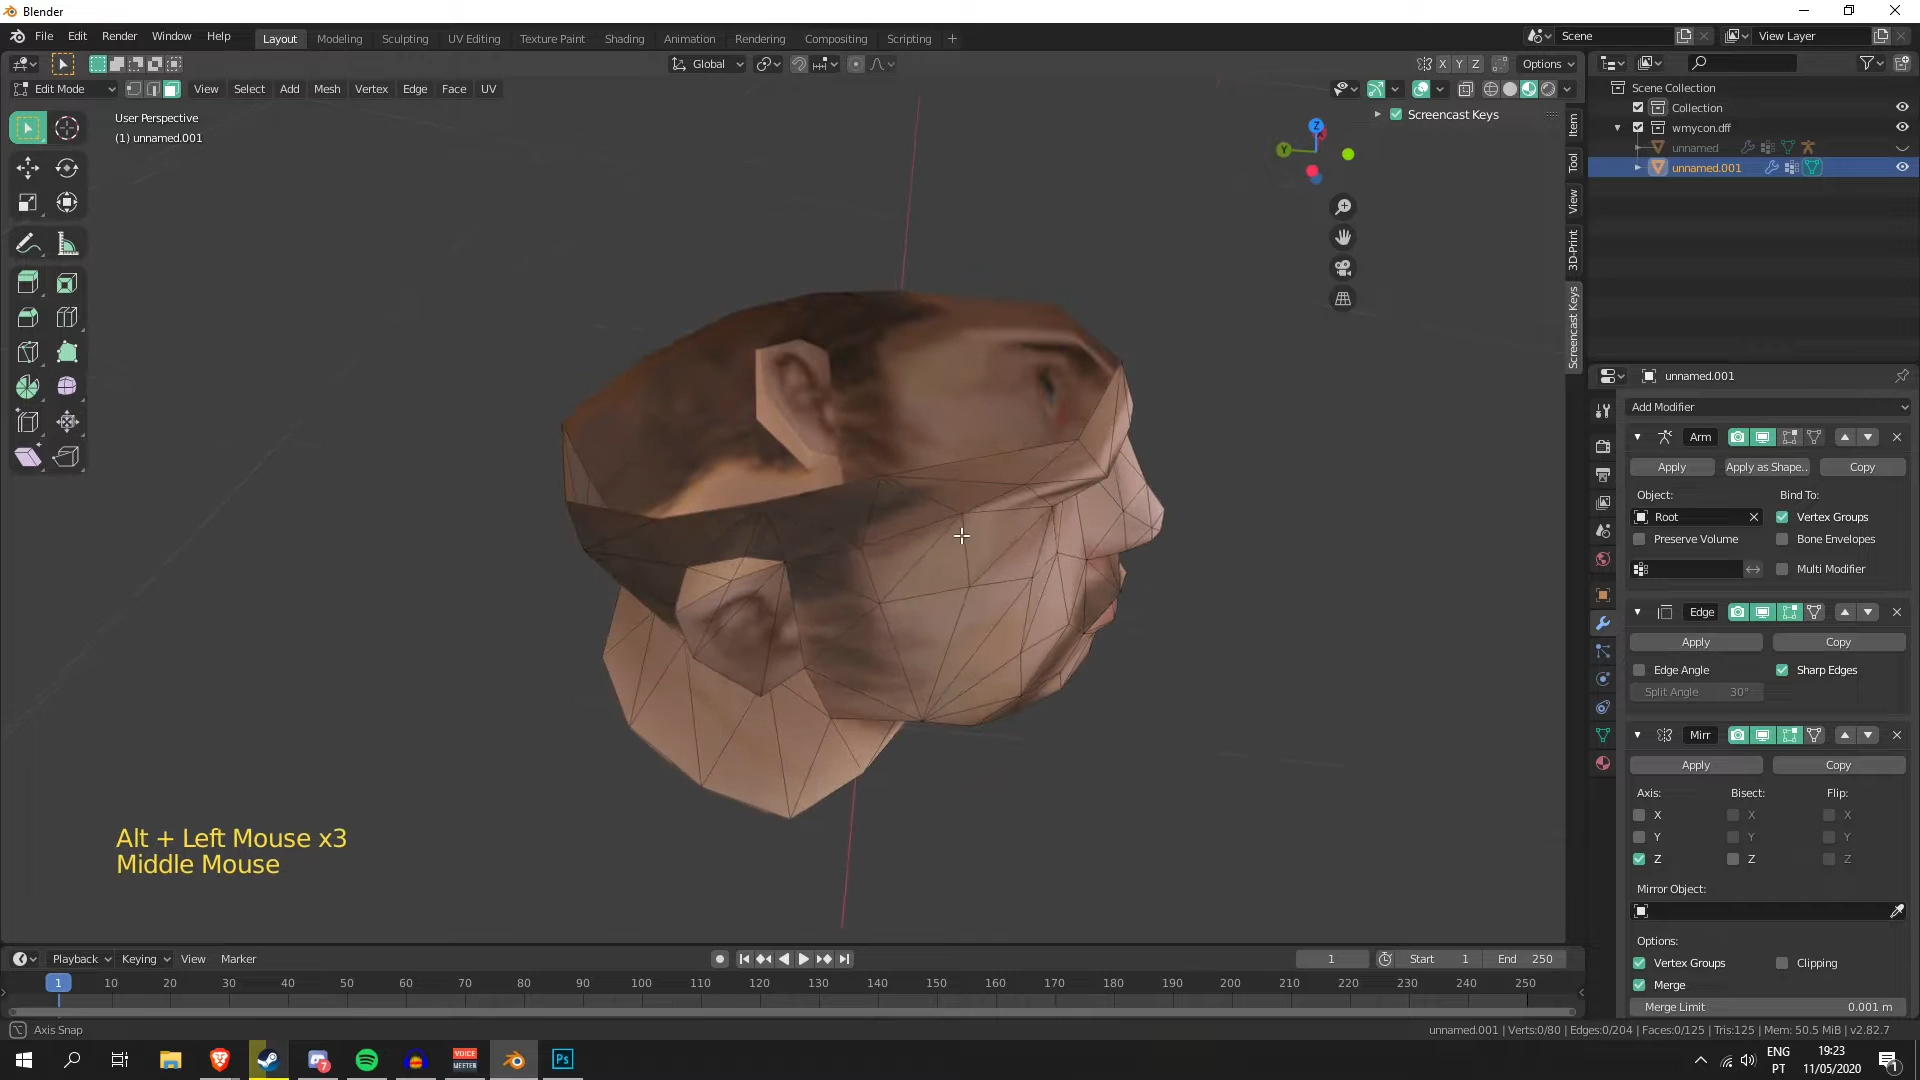 Blender
File Edit Render Window Help
Layout Modeling Sculpting UV Editing Texture Paint Shading Animation Rendering Compositing Scripting +
Scene
View Layer
Global
X Y Z
Options
Edit Mode
View Select Add Mesh Vertex Edge Face UV
User Perspective
(1) unnamed.001
Screencast Keys
Z
Y
Item
Tool
View
3D-Print
Screencast Keys
Scene Collection
Collection
wmycon.dff
unnamed
unnamed.001
unnamed.001
Add Modifier
Arm
Apply
Apply as Shape..
Copy
Object:
Bind To:
Root
Vertex Groups
Preserve Volume
Bone Envelopes
Multi Modifier
Edge
Apply
Copy
Edge Angle
Sharp Edges
Split Angle 30°
Mirr
Apply
Copy
Axis:
Bisect:
Flip:
X X X
Y Y Y
Z Z Z
Mirror Object:
Options:
Vertex Groups
Clipping
Merge
Merge Limit 0.001 m
Alt + Left Mouse x3
Middle Mouse
Playback Keying View Marker
1
Start 1
End 250
1 10 20 30 40 50 60 70 80 90 100 110 120 130 140 150 160 170 180 190 200 210 220 230 240 250
Axis Snap
unnamed.001 | Verts:0/80 | Edges:0/204 | Faces:0/125 | Tris:125 | Mem: 50.5 MiB | v2.82.7
7
VOICE
MEETER
Ps
ENG
PT
19:23
11/05/2020
1